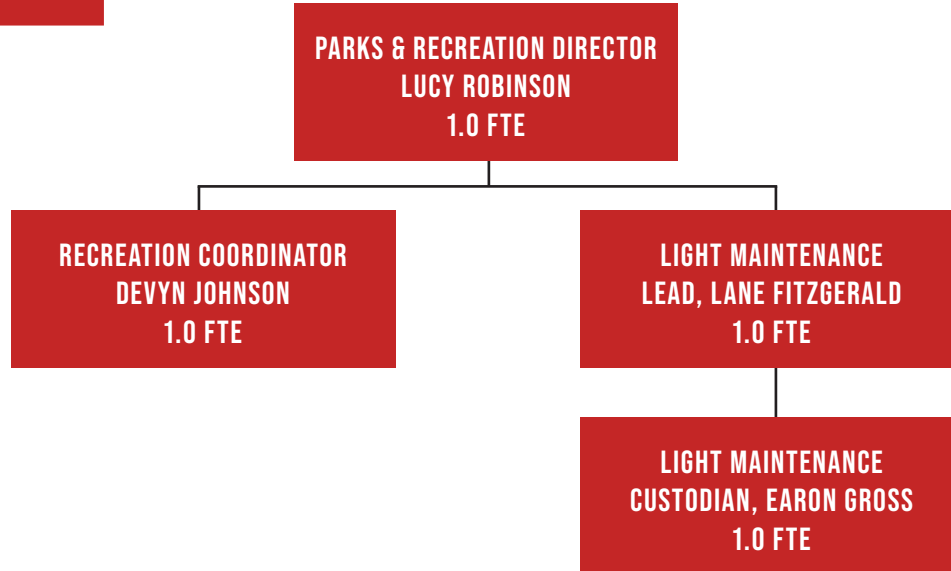 PARKS & RECREATION DIRECTOR
LUCY ROBINSON
1.0 FTE
RECREATION COORDINATOR
DEVYN JOHNSON
1.0 FTE
LIGHT MAINTENANCE
LEAD, LANE FITZGERALD
1.0 FTE
LIGHT MAINTENANCE
CUSTODIAN, EARON GROSS
1.0 FTE